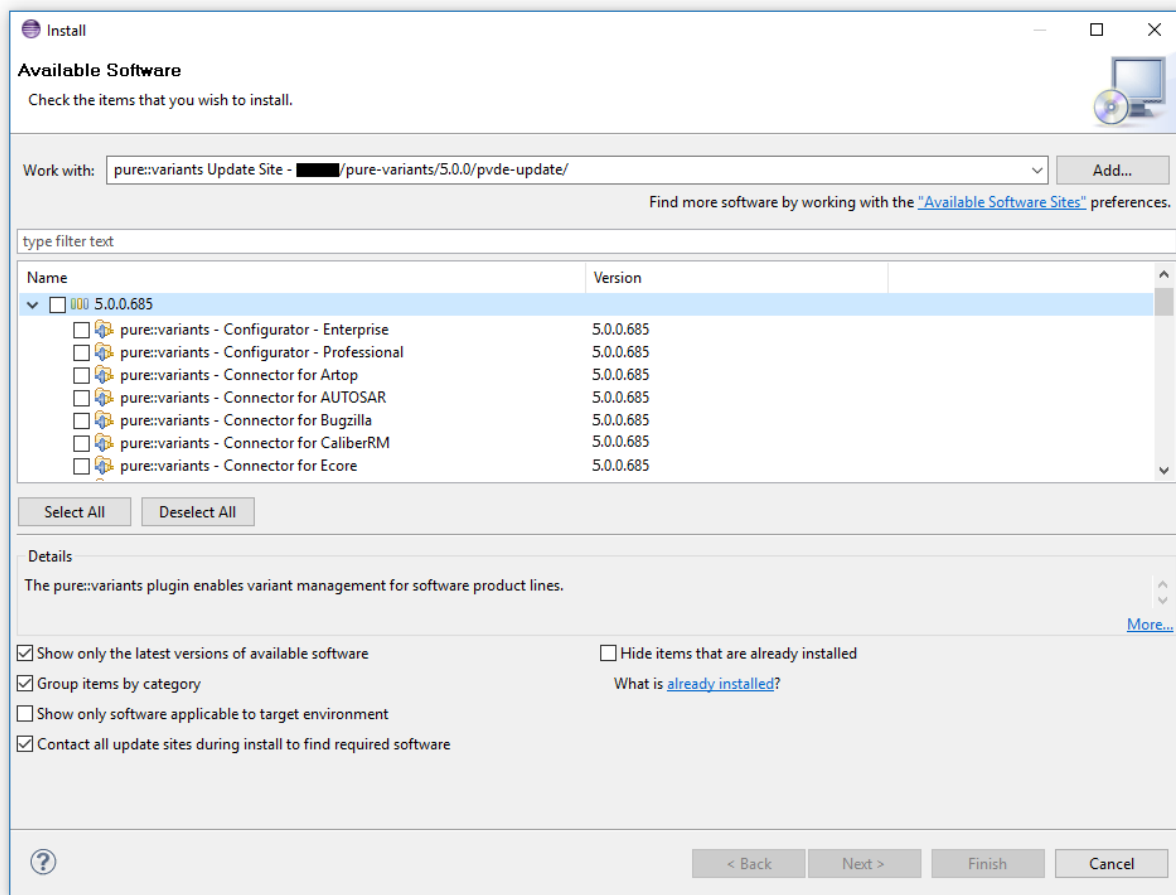 Install
Available Software
Check the items that you wish to install.
Work with: pure::variants Update Site - /pure-variants/5.0.0/pvde-update/ Add...
Find more software by working with the "Available Software Sites" preferences.
type filter text
Name Version
5.0.0.685
pure::variants - Configurator - Enterprise 5.0.0.685
pure::variants - Configurator - Professional 5.0.0.685
pure::variants - Connector for Artop 5.0.0.685
pure::variants - Connector for AUTOSAR 5.0.0.685
pure::variants - Connector for Bugzilla 5.0.0.685
pure::variants - Connector for CaliberRM 5.0.0.685
pure::variants - Connector for Ecore 5.0.0.685
Select All Deselect All
Details
The pure::variants plugin enables variant management for software product lines.
More...
Show only the latest versions of available software Hide items that are already installed
Group items by category What is already installed?
Show only software applicable to target environment
Contact all update sites during install to find required software
? < Back Next > Finish Cancel